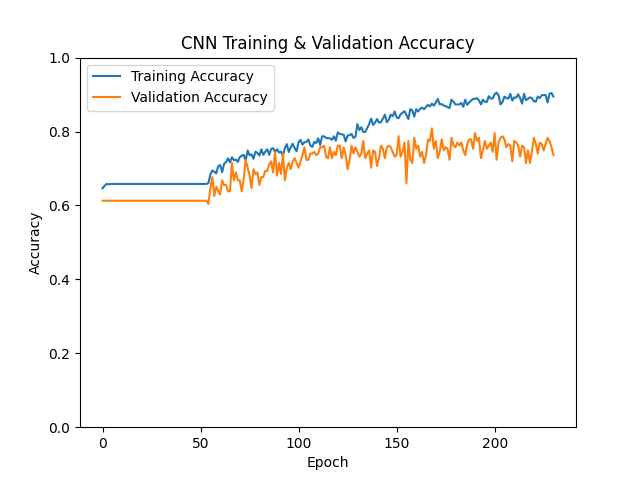 CNN Training & Validation Accuracy
Training Accuracy
Validation Accuracy
1.0
0.8
0.6
0.4
0.2
0.0
Accuracy
0 50 100 150 200
Epoch